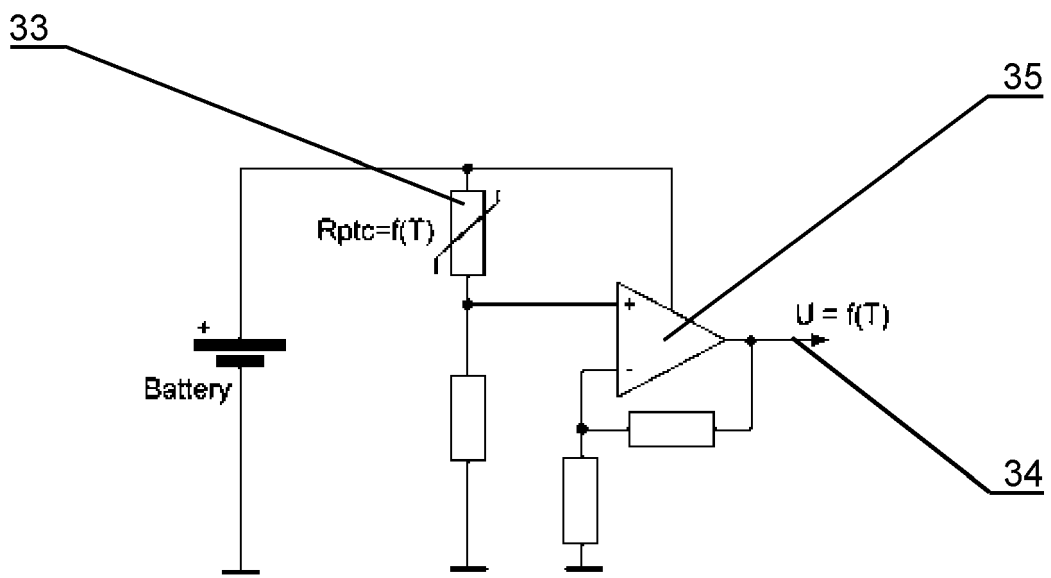 33
35
Rptc=f(T)
+
U = f(T)
+
-
Battery
34